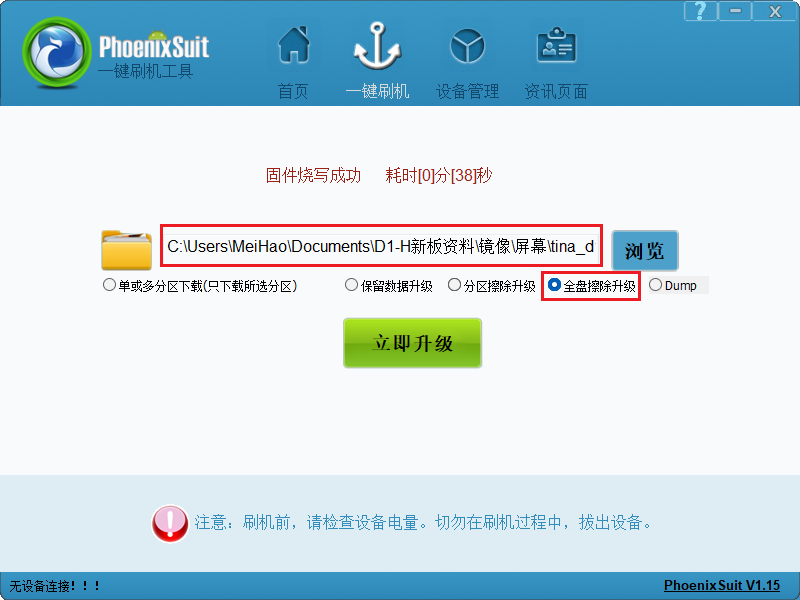 ?
PhoenixSuit
一键刷机工具
首页 一键刷机 设备管理 资讯页面
固件烧写成功 耗时[0]分[38]秒
C:\Users\MeiHao\Documents\D1-H新板资料\镜像\屏幕\tina_d
浏览
单或多分区下载(只下载所选分区) 保留数据升级 分区擦除升级 全盘擦除升级 Dump
立即升级
注意：刷机前，请检查设备电量。切勿在刷机过程中，拔出设备。
无设备连接！！！
PhoenixSuit V1.15